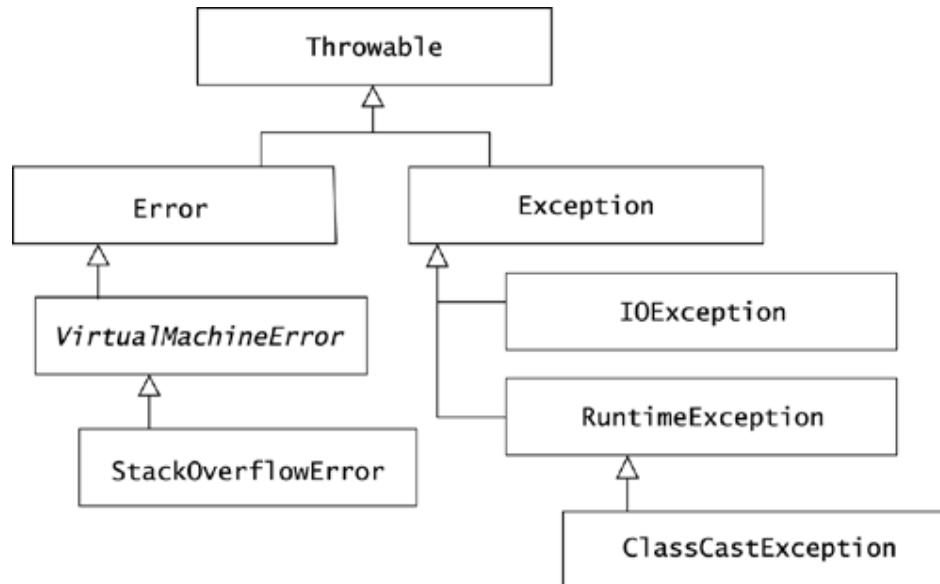 Throwable
Error
Exception
VirtualMachineError
IOException
StackOverflowError
RuntimeException
ClassCastException